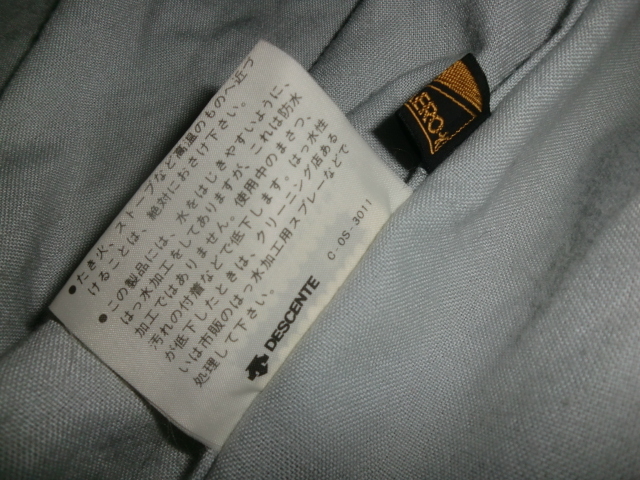 ●たき火、ストーブなど高温のものへ近づ
けることは、絶対におさけ下さい。
●この製品には、水をはじきやすいように、
はっ水加工をしてありますが、これは防水
加工ではありません。使用中のまさつ、
汚れの付着などで低下します。はっ水性
が低下したときは、クリーニング店ある
いは市販のはっ水加工用スプレーなどで
処理して下さい。
DESCENTE
C-OS-3011